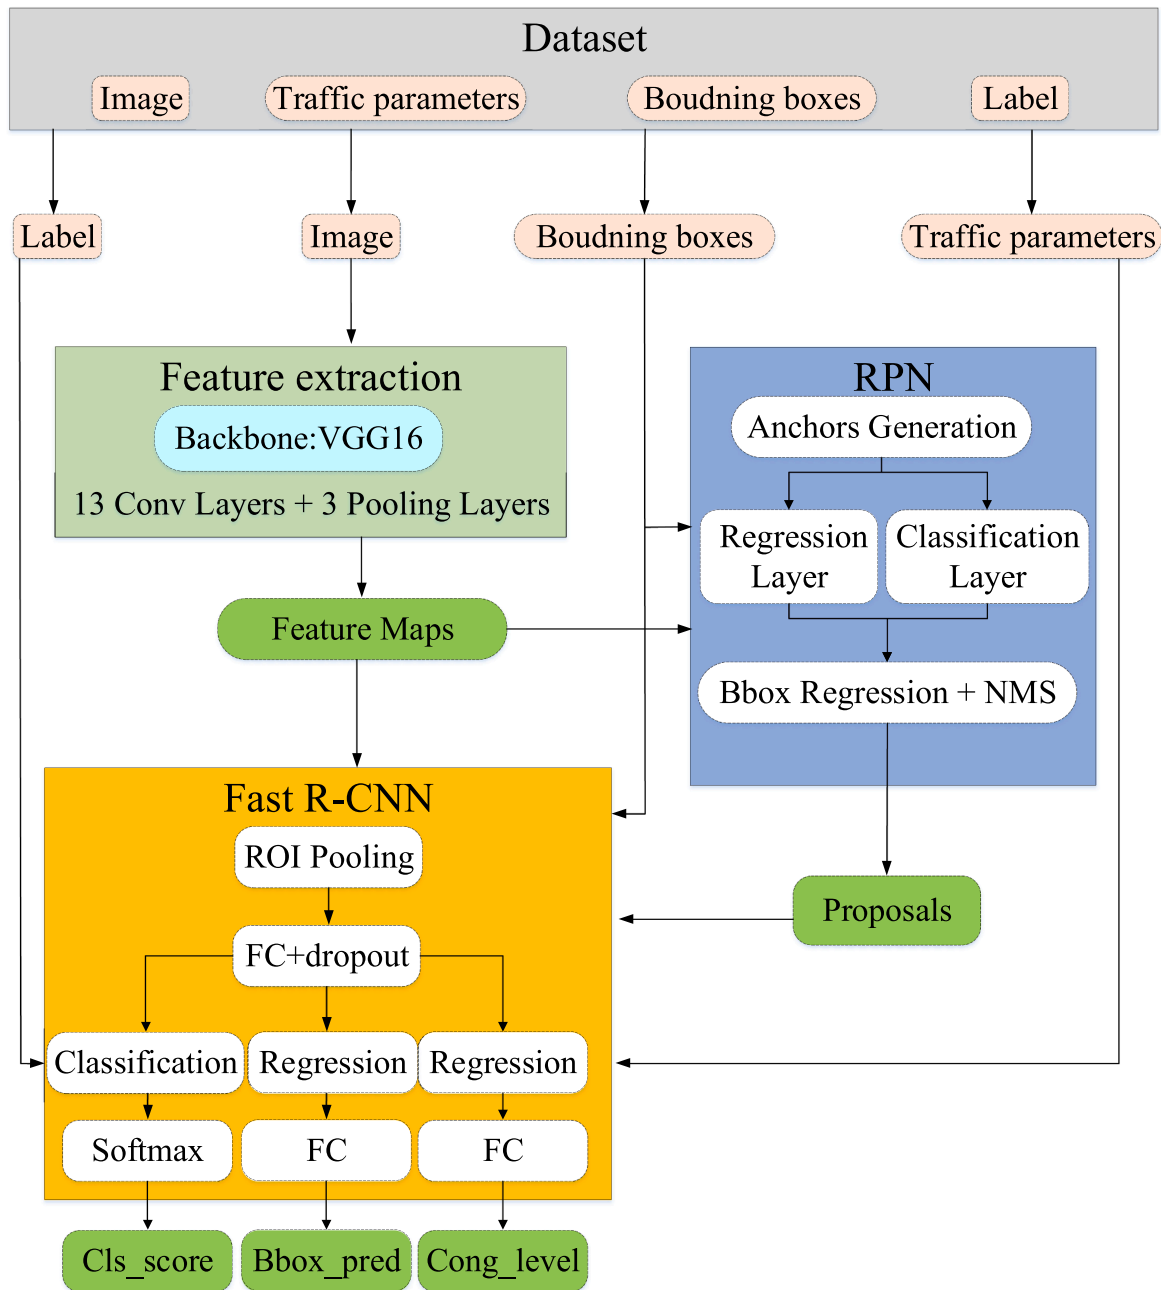 Dataset
Image
Traffic parameters
Boudning boxes
Label
Label
Image
Boudning boxes
Traffic parameters
Feature extraction
Backbone:VGG16
13 Conv Layers + 3 Pooling Layers
RPN
Anchors Generation
Regression
Layer
Classification
Layer
Feature Maps
Bbox Regression + NMS
Fast R-CNN
ROI Pooling
Proposals
FC+dropout
Classification
Regression
Regression
Softmax
FC
FC
Cls_score
Bbox_pred
Cong_level